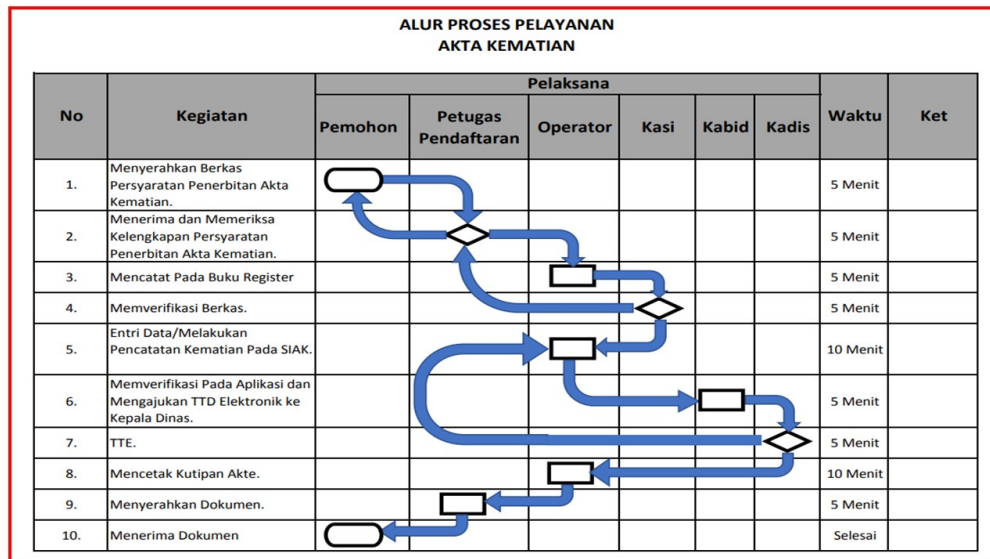 ALUR PROSES PELAYANAN
AKTA KEMATIAN
No
Kegiatan
Pelaksana
Waktu
Ket
Pemohon
Petugas
Pendaftaran
Operator
Kasi
Kabid
Kadis
1.
Menyerahkan Berkas
Persyaratan Penerbitan Akta
Kematian.
5 Menit
2.
Menerima dan Memeriksa
Kelengkapan Persyaratan
Penerbitan Akta Kematian.
5 Menit
3.
Mencatat Pada Buku Register
5 Menit
4.
Memverifikasi Berkas.
5 Menit
5.
Entri Data/Melakukan
Pencatatan Kematian Pada SIAK.
10 Menit
6.
Memverifikasi Pada Aplikasi dan
Mengajukan TTD Elektronik ke
Kepala Dinas.
5 Menit
7.
TTE.
5 Menit
8.
Mencetak Kutipan Akte.
10 Menit
9.
Menyerahkan Dokumen.
5 Menit
10.
Menerima Dokumen
Selesai